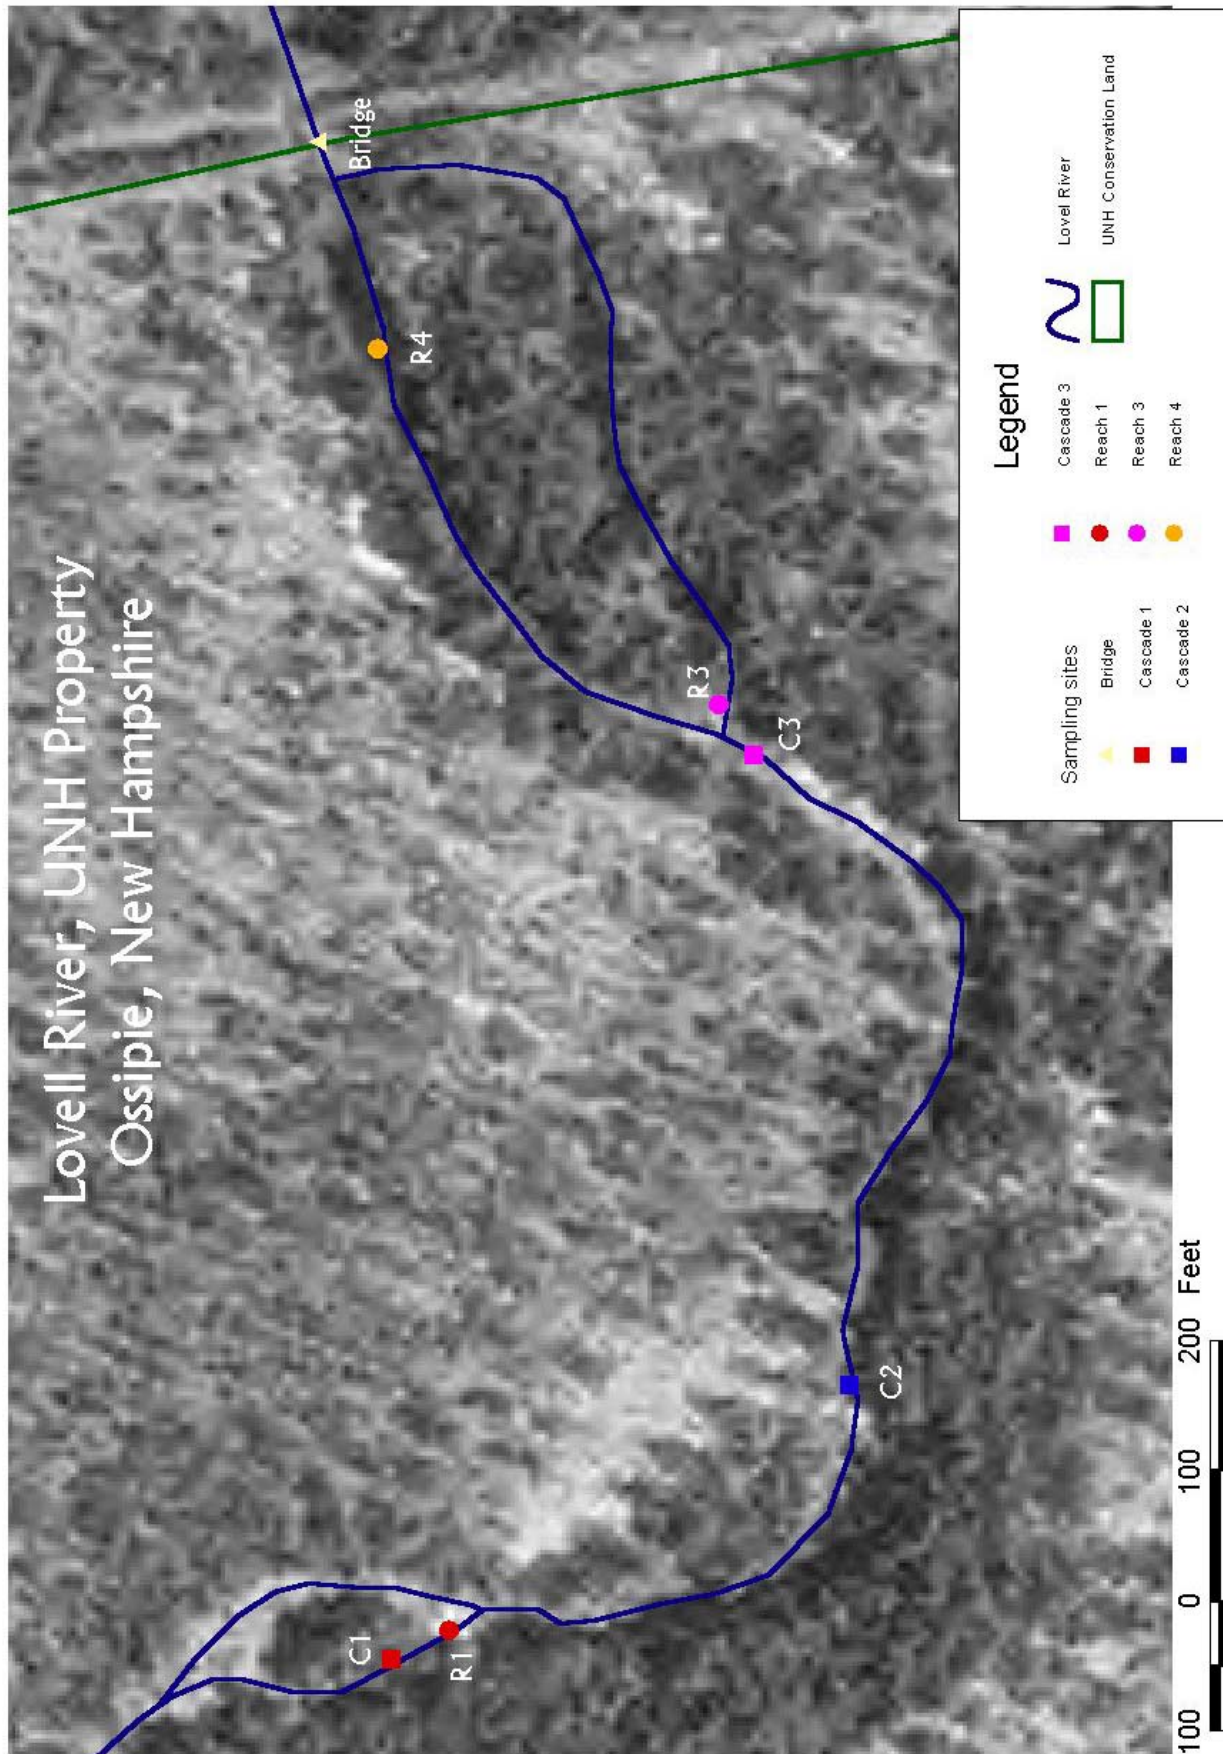 Lovell River, UNH Property
Ossipie, New Hampshire
Bridge
R4
R3
C3
C2
C1
R1
Legend
Sampling sites
Bridge
Cascade 1
Cascade 2
Cascade 3
Reach 1
Reach 3
Reach 4
Lovel River
UNH Conservation Land
100 0 100 200 Feet